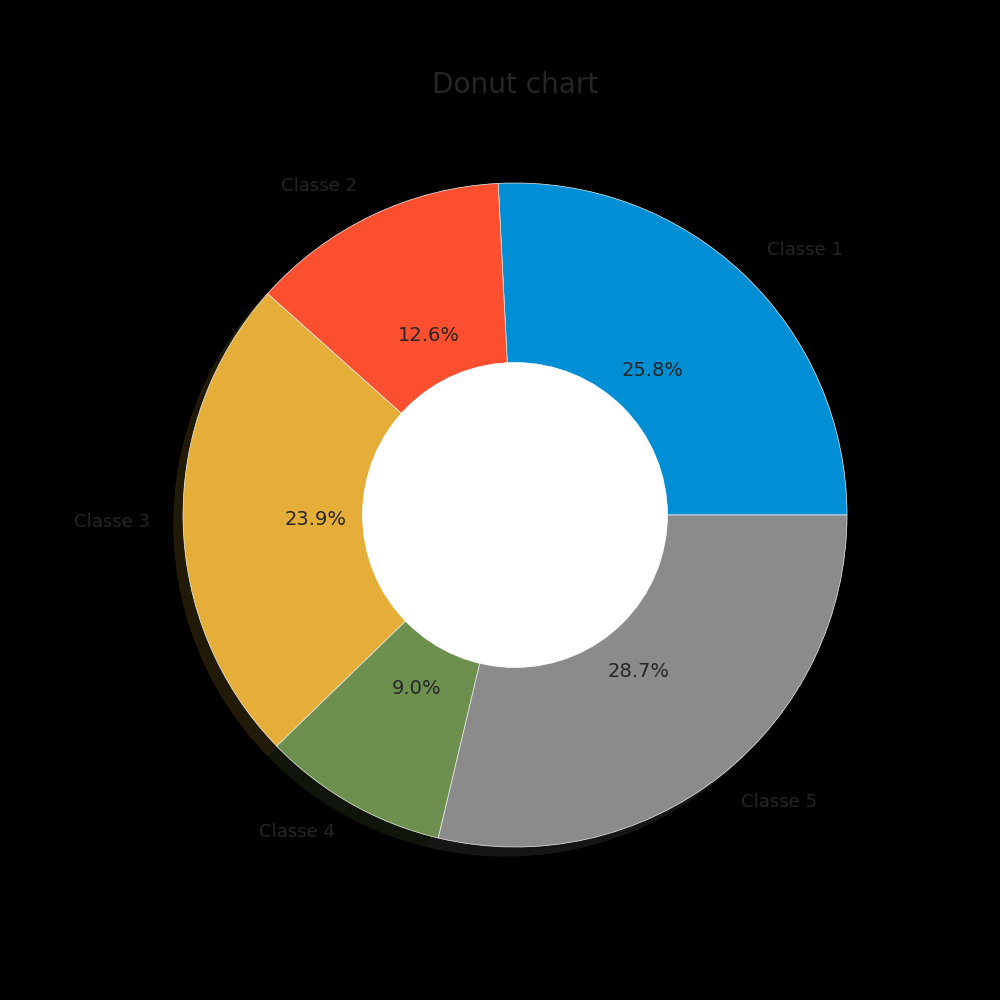 Donut chart
Classe 2
Classe 1
12.6%
25.8%
Classe 3
23.9%
9.0%
28.7%
Classe 4
Classe 5